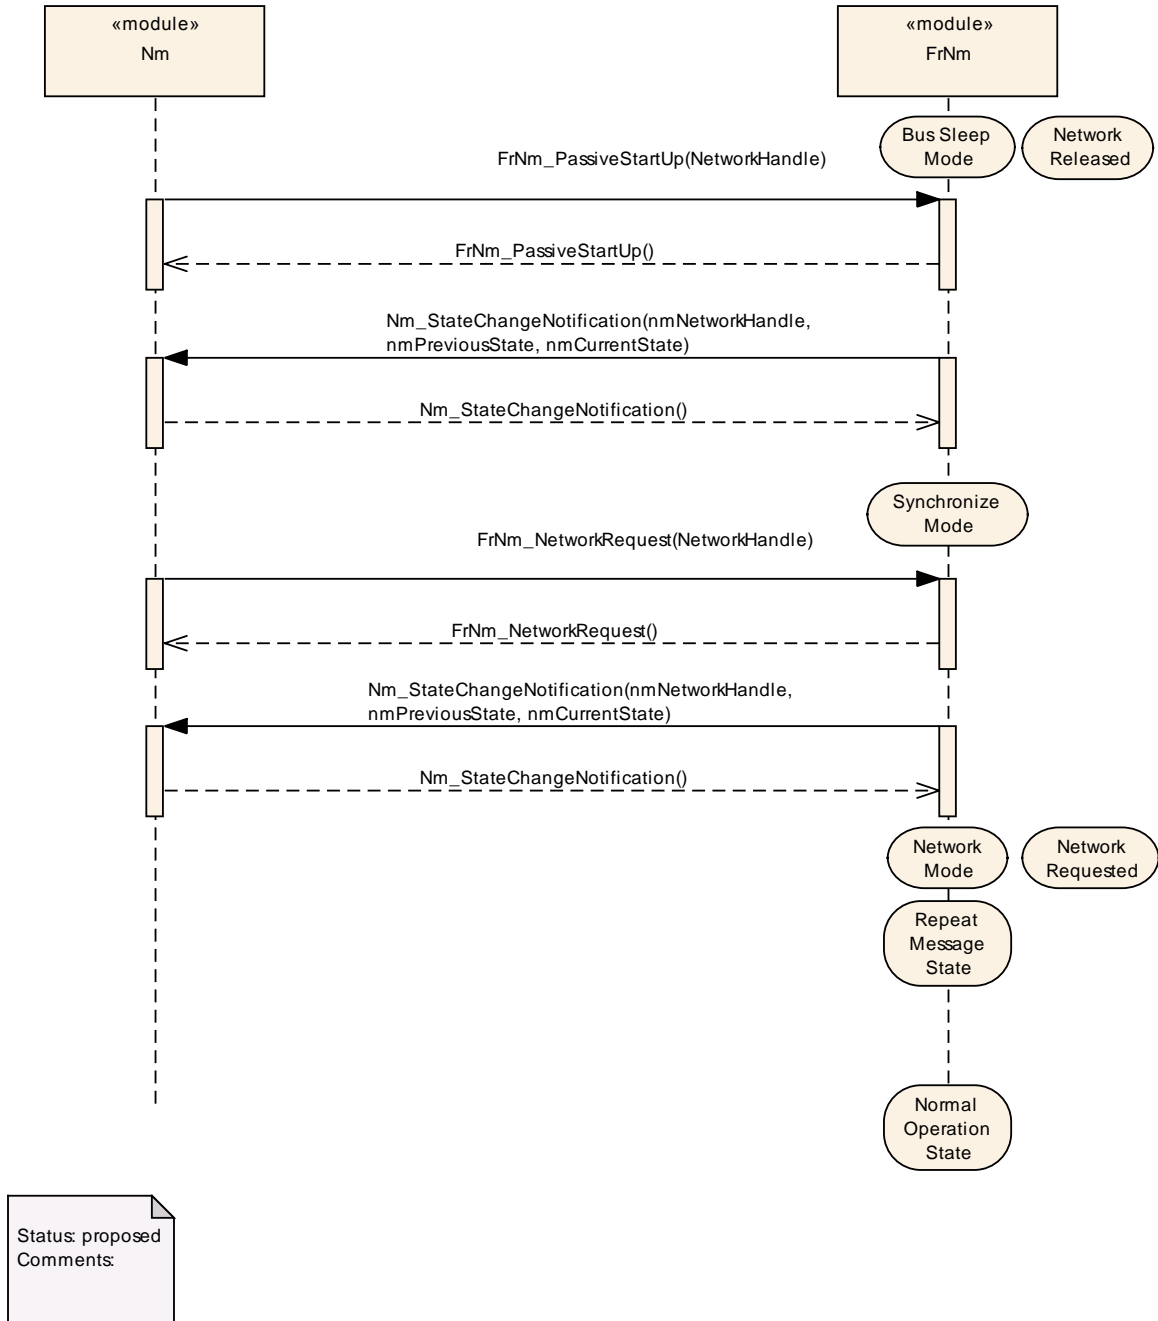 «module»
Nm
«module»
FrNm
Bus Sleep
Mode
Network
Released
FrNm_PassiveStartUp(NetworkHandle)
FrNm_PassiveStartUp()
Nm_StateChangeNotification(nmNetworkHandle,
nmPreviousState, nmCurrentState)
Nm_StateChangeNotification()
Synchronize
Mode
FrNm_NetworkRequest(NetworkHandle)
FrNm_NetworkRequest()
Nm_StateChangeNotification(nmNetworkHandle,
nmPreviousState, nmCurrentState)
Nm_StateChangeNotification()
Network
Mode
Network
Requested
Repeat
Message
State
Normal
Operation
State
Status: proposed
Comments: